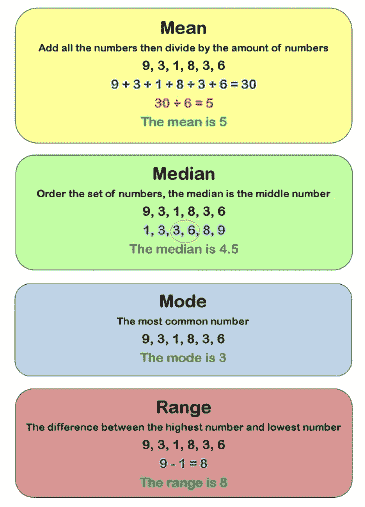 Mean
Add all the numbers then divide by the amount of numbers
9, 3, 1, 8, 3, 6
9 + 3 + 1 + 8 + 3 + 6 = 30
30 ÷ 6 = 5
The mean is 5
Median
Order the set of numbers, the median is the middle number
9, 3, 1, 8, 3, 6
1, 3, 3, 6, 8, 9
The median is 4.5
Mode
The most common number
9, 3, 1, 8, 3, 6
The mode is 3
Range
The difference between the highest number and lowest number
9, 3, 1, 8, 3, 6
9 - 1 = 8
The range is 8